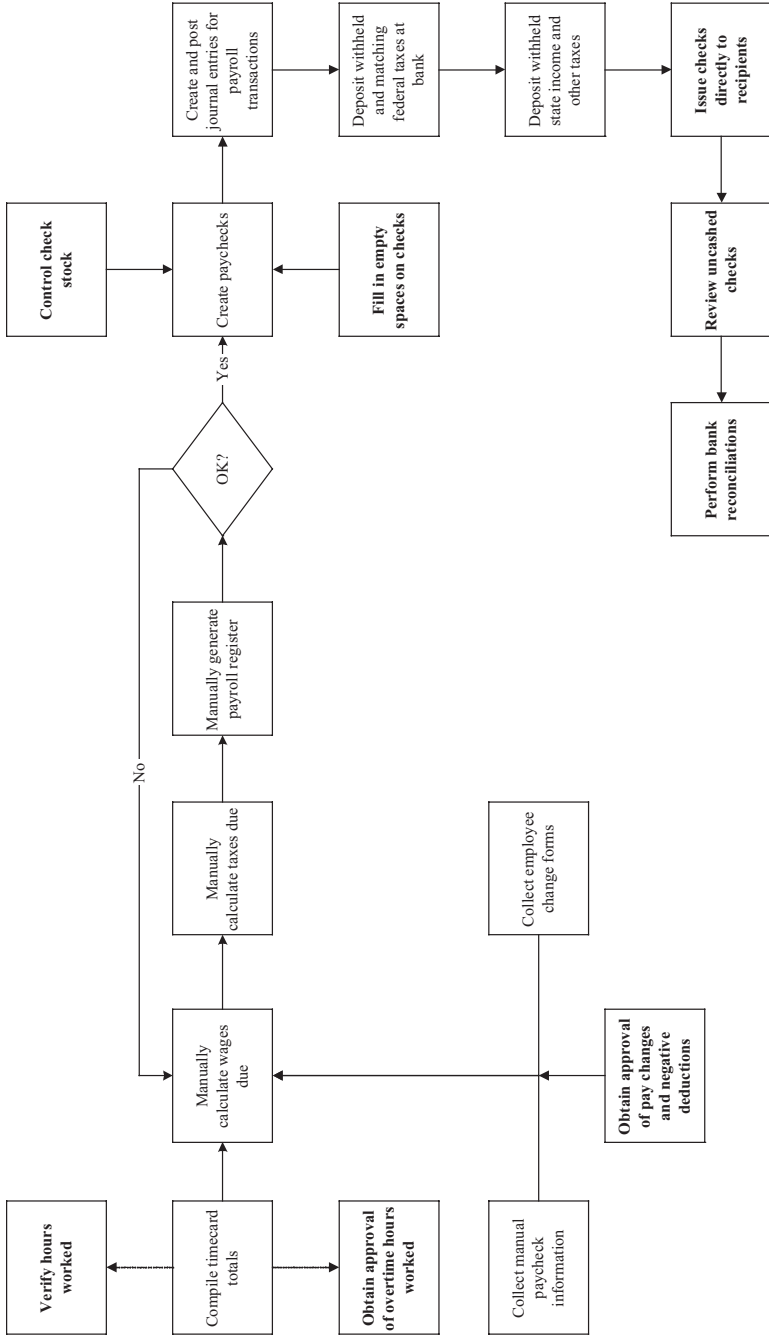 Verify hours
worked
Compile timecard
totals
Obtain approval
of overtime hours
worked
Collect manual
paycheck
information
Manually
calculate wages
due
Obtain approval
of pay changes
and negative
deductions
No
Manually
calculate taxes due
Collect employee
change forms
Manually generate
payroll register
OK?
Yes
Control check
stock
Create paychecks
Fill in empty
spaces on checks
Create and post
journal entries for
payroll
transactions
Deposit withheld
and matching
federal taxes at
bank
Deposit withheld
state income and
other taxes
Issue checks
directly to
recipients
Review uncashed
checks
Perform bank
reconciliations